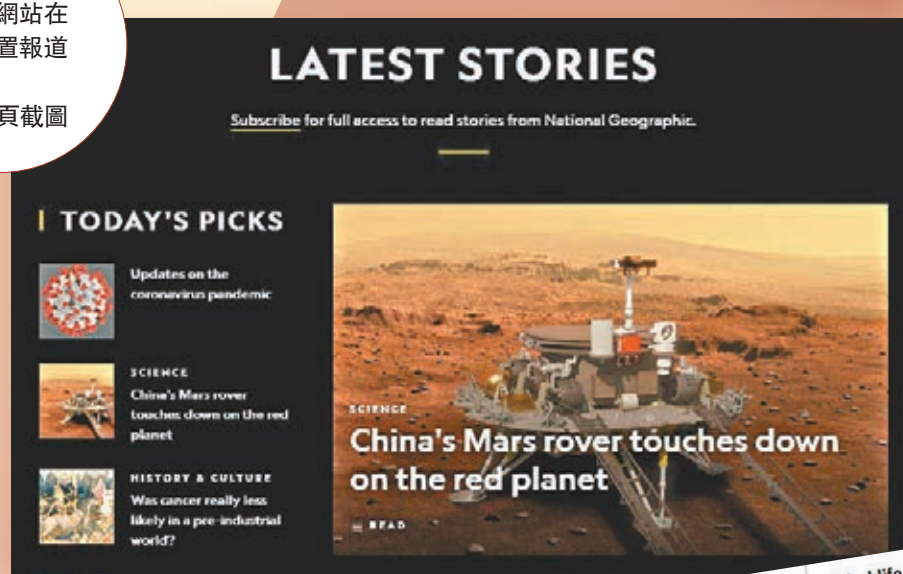 網站在
置報道
頁截圖
LATEST STORIES
Subscribe for full access to read stories from National Geographic.
TODAY'S PICKS
Updates on the
coronavirus pandemic
SCIENCE
China's Mars rover
touches down on the red
planet
HISTORY & CULTURE
Was cancer really less
likely in a pre-industrial
world?
SCIENCE
China's Mars rover touches down
on the red planet
READ